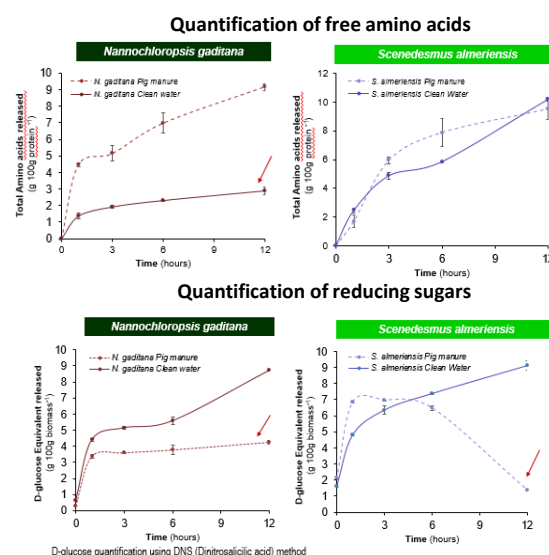 Quantification of free amino acids
Nannochloropsis gaditana
Scenedesmus almeriensis
N. gaditana Pig manure
N. gaditana Clean water
Total Amino acids released
(g 100g protein⁻¹)
10
9
8
7
6
5
4
3
2
1
0
0
3
6
9
12
Time (hours)
S. almeriensis Pig manure
S. almeriensis Clean Water
Total Amino acids released
(g 100g protein⁻¹)
12
10
8
6
4
2
0
0
3
6
9
12
Time (hours)
Quantification of reducing sugars
Nannochloropsis gaditana
Scenedesmus almeriensis
N. gaditana Pig manure
N. gaditana Clean water
D-glucose Equivalent released
(g 100g biomass⁻¹)
10
9
8
7
6
5
4
3
2
1
0
0
3
6
9
12
Time (hours)
S. almeriensis Pig manure
S. almeriensis Clean Water
D-glucose Equivalent released
(g 100g biomass⁻¹)
10
9
8
7
6
5
4
3
2
1
0
0
3
6
9
12
Time (hours)
D-glucose quantification using DNS (Dinitrosalicilic acid) method